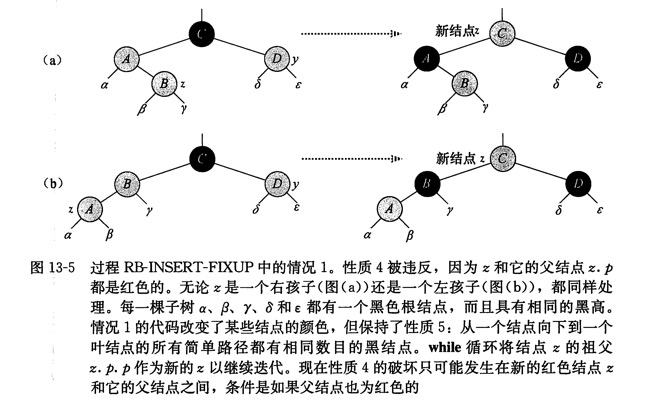 (a)
C
A
D
y
B
z
α
β
γ
δ
ε
新结点z
C
A
D
B
α
β
γ
δ
ε
(b)
C
B
D
y
z
A
γ
δ
ε
α
β
新结点 z
C
B
D
A
γ
δ
ε
α
β
图 13-5 过程 RB-INSERT-FIXUP 中的情况 1。性质 4 被违反，因为 z 和它的父结点 z.p
都是红色的。无论 z 是一个右孩子(图(a))还是一个左孩子(图(b))，都同样处
理。每一棵子树 α、β、γ、δ 和 ε 都有一个黑色根结点，而且具有相同的黑高。
情况 1 的代码改变了某些结点的颜色，但保持了性质 5：从一个结点向下到一个
叶结点的所有简单路径都有相同数目的黑结点。while 循环将结点 z 的祖父
z.p.p 作为新的 z 以继续迭代。现在性质 4 的破坏只可能发生在新的红色结点 z
和它的父结点之间，条件是如果父结点也为红色的